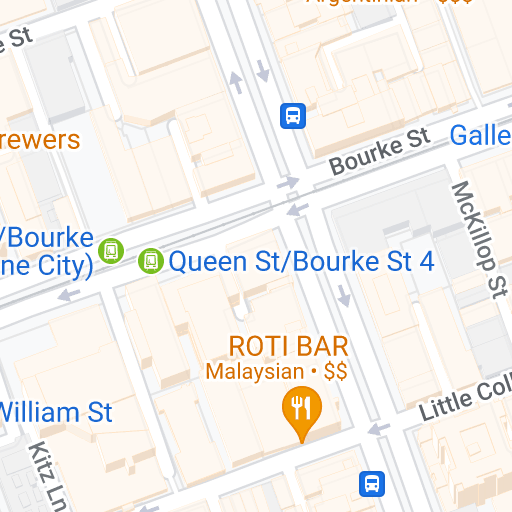 Argentinian • $$$
e St
rewers
Bourke St
Galle
McKillop St
/Bourke
ne City)
Queen St/Bourke St 4
ROTI BAR
Malaysian • $$
William St
Little Coll
Kitz Ln